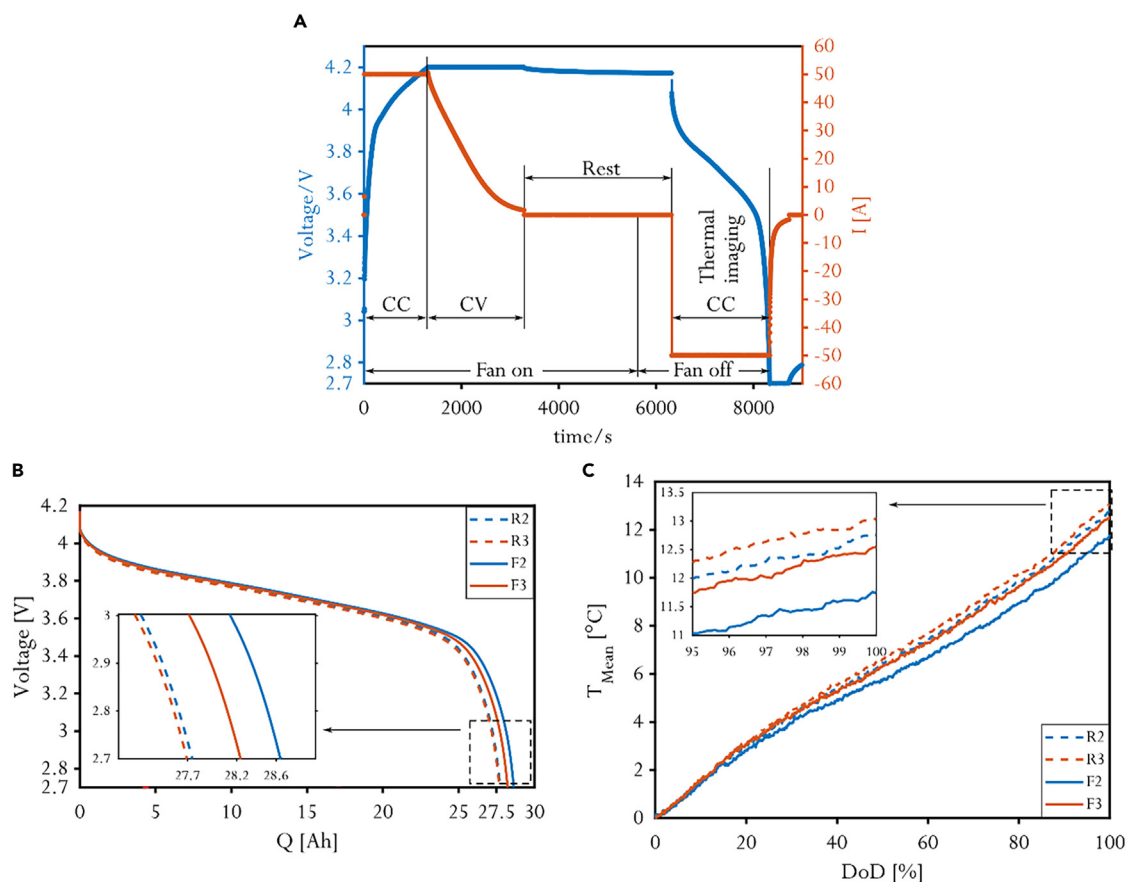 A
Voltage/V
4.2
4
3.8
3.6
3.4
3.2
3
2.8
2.7
60
50
40
30
20
10
0
-10
-20
-30
-40
-50
-60
I [A]
Rest
Thermal
imaging
CC
CV
CC
Fan on
Fan off
0
2000
4000
6000
8000
time/s
B
Voltage [V]
4.2
4
3.8
3.6
3.4
3.2
3
2.8
2.7
R2
R3
F2
F3
3
2.9
2.8
2.7
27,7
28,2
28,6
0
5
10
15
20
25
27.5
30
Q [Ah]
C
T_Mean [°C]
14
12
10
8
6
4
2
0
13.5
13
12.5
12
11.5
11
95
96
97
98
99
100
R2
R3
F2
F3
0
20
40
60
80
100
DoD [%]